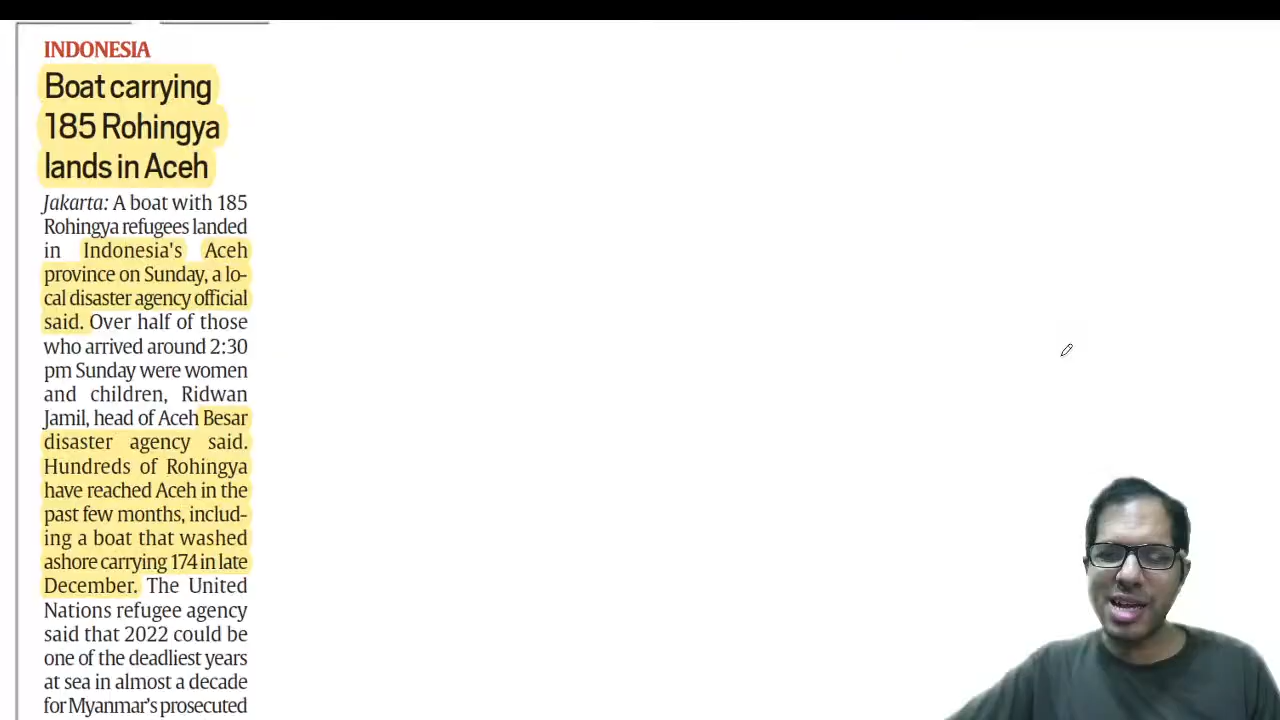 INDONESIA
Boat carrying
185 Rohingya
lands in Aceh
Jakarta: A boat with 185
Rohingya refugees landed
in Indonesia's Aceh
province on Sunday, a lo-
cal disaster agency official
said. Over half of those
who arrived around 2:30
pm Sunday were women
and children, Ridwan
Jamil, head of Aceh Besar
disaster agency said.
Hundreds of Rohingya
have reached Aceh in the
past few months, includ-
ing a boat that washed
ashore carrying 174 in late
December. The United
Nations refugee agency
said that 2022 could be
one of the deadliest years
at sea in almost a decade
for Myanmar's prosecuted